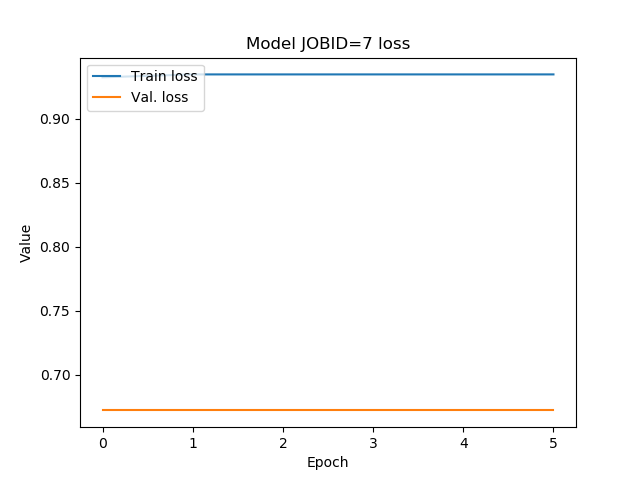 Model JOBID=7 loss
Train loss
Val. loss
0.90
0.85
0.80
0.75
0.70
Value
0 1 2 3 4 5
Epoch